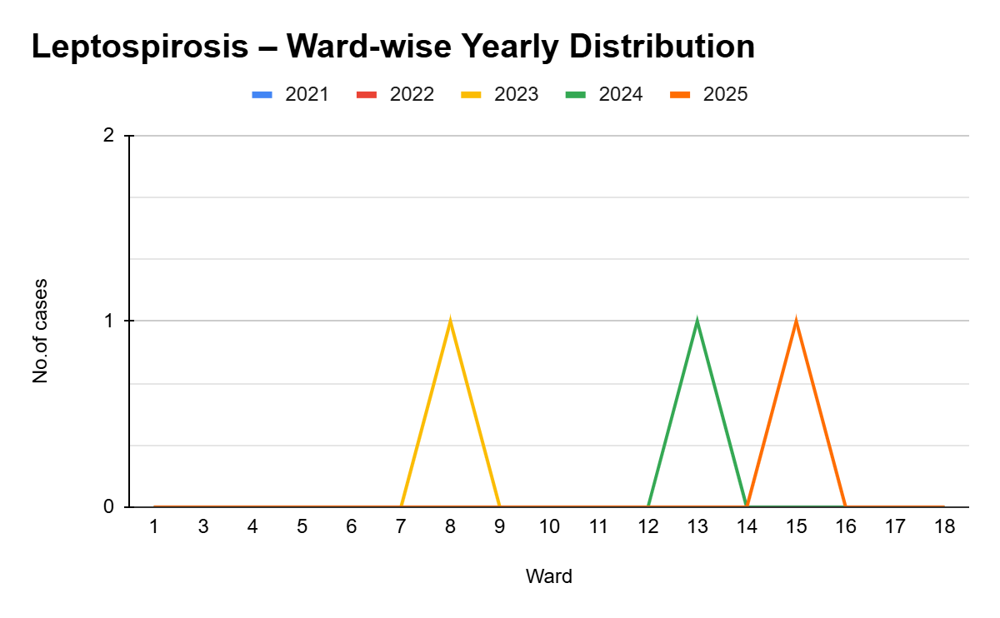 Leptospirosis – Ward-wise Yearly Distribution
2021 2022 2023 2024 2025
2
1
0
No.of cases
1 3 4 5 6 7 8 9 10 11 12 13 14 15 16 17 18
Ward